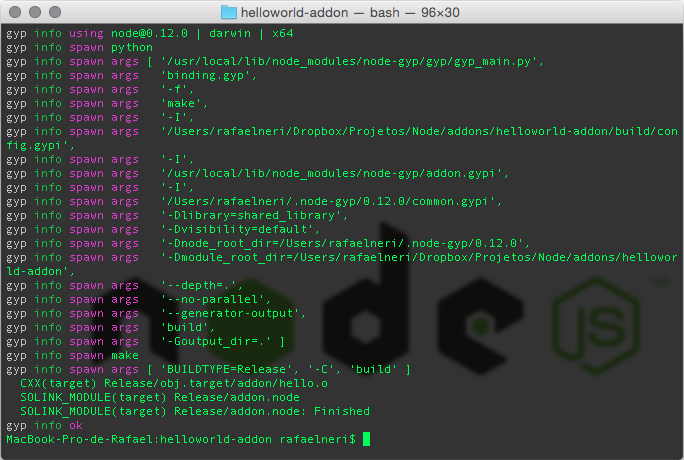 helloworld-addon — bash — 96×30
gyp info using node@0.12.0 | darwin | x64
gyp info spawn python
gyp info spawn args [ '/usr/local/lib/node_modules/node-gyp/gyp/gyp_main.py',
gyp info spawn args   'binding.gyp',
gyp info spawn args   '-f',
gyp info spawn args   'make',
gyp info spawn args   '-I',
gyp info spawn args   '/Users/rafaelneri/Dropbox/Projetos/Node/addons/helloworld-addon/build/con
fig.gypi',
gyp info spawn args   '-I',
gyp info spawn args   '/usr/local/lib/node_modules/node-gyp/addon.gypi',
gyp info spawn args   '-I',
gyp info spawn args   '/Users/rafaelneri/.node-gyp/0.12.0/common.gypi',
gyp info spawn args   '-Dlibrary=shared_library',
gyp info spawn args   '-Dvisibility=default',
gyp info spawn args   '-Dnode_root_dir=/Users/rafaelneri/.node-gyp/0.12.0',
gyp info spawn args   '-Dmodule_root_dir=/Users/rafaelneri/Dropbox/Projetos/Node/addons/hellowor
ld-addon',
gyp info spawn args   '--depth=.',
gyp info spawn args   '--no-parallel',
gyp info spawn args   '--generator-output',
gyp info spawn args   'build',
gyp info spawn args   '-Goutput_dir=.' ]
gyp info spawn make
gyp info spawn args [ 'BUILDTYPE=Release', '-C', 'build' ]
  CXX(target) Release/obj.target/addon/hello.o
  SOLINK_MODULE(target) Release/addon.node
  SOLINK_MODULE(target) Release/addon.node: Finished
gyp info ok
MacBook-Pro-de-Rafael:helloworld-addon rafaelneri$
node
JS
TM